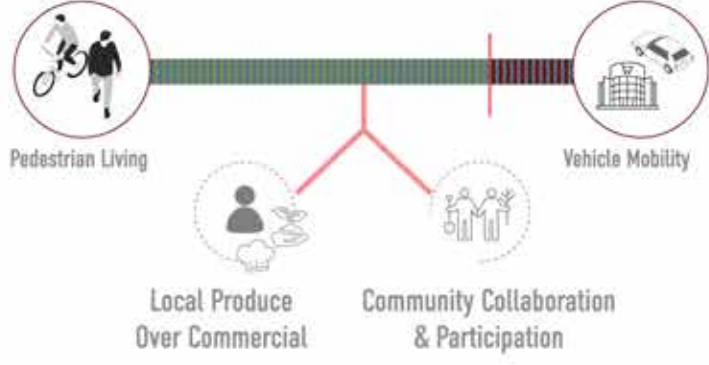 Pedestrian Living
Vehicle Mobility
Local Produce
Over Commercial
Community Collaboration
& Participation